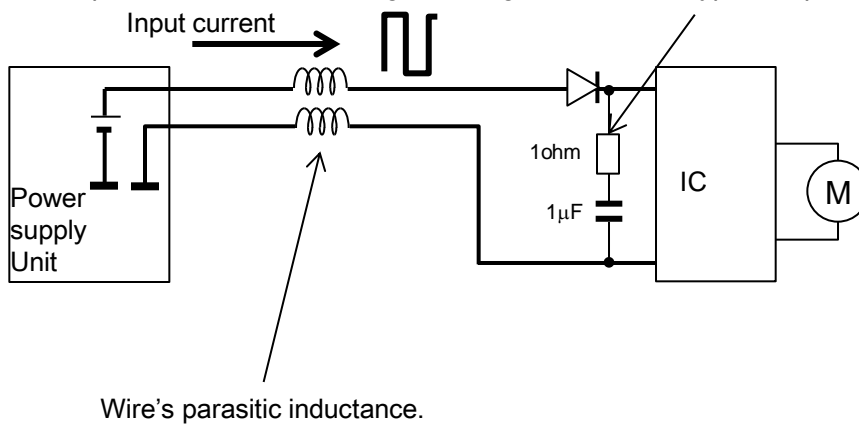 Input current
1ohm
1μF
IC
M
Power
supply
Unit
Wire's parasitic inductance.